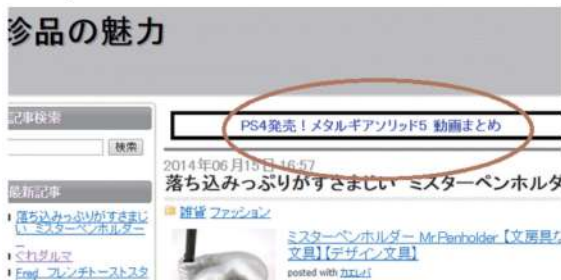 珍品の魅力
記事検索
検索
最新記事
落ち込みっぷりがすさまじ
い ミスターペンホルダー
ー
ぐれダルマ
Fred フレンチトーストスタ
PS4発売！メタルギアソリッド5 動画まとめ
2014年06月15日 16:57
落ち込みっぷりがすさまじい ミスターペンホルダ
雑貨 ファッション
ミスターペンホルダー Mr.Penholder 【文房具な
文具】【デザイン文具】
posted with カエレバ